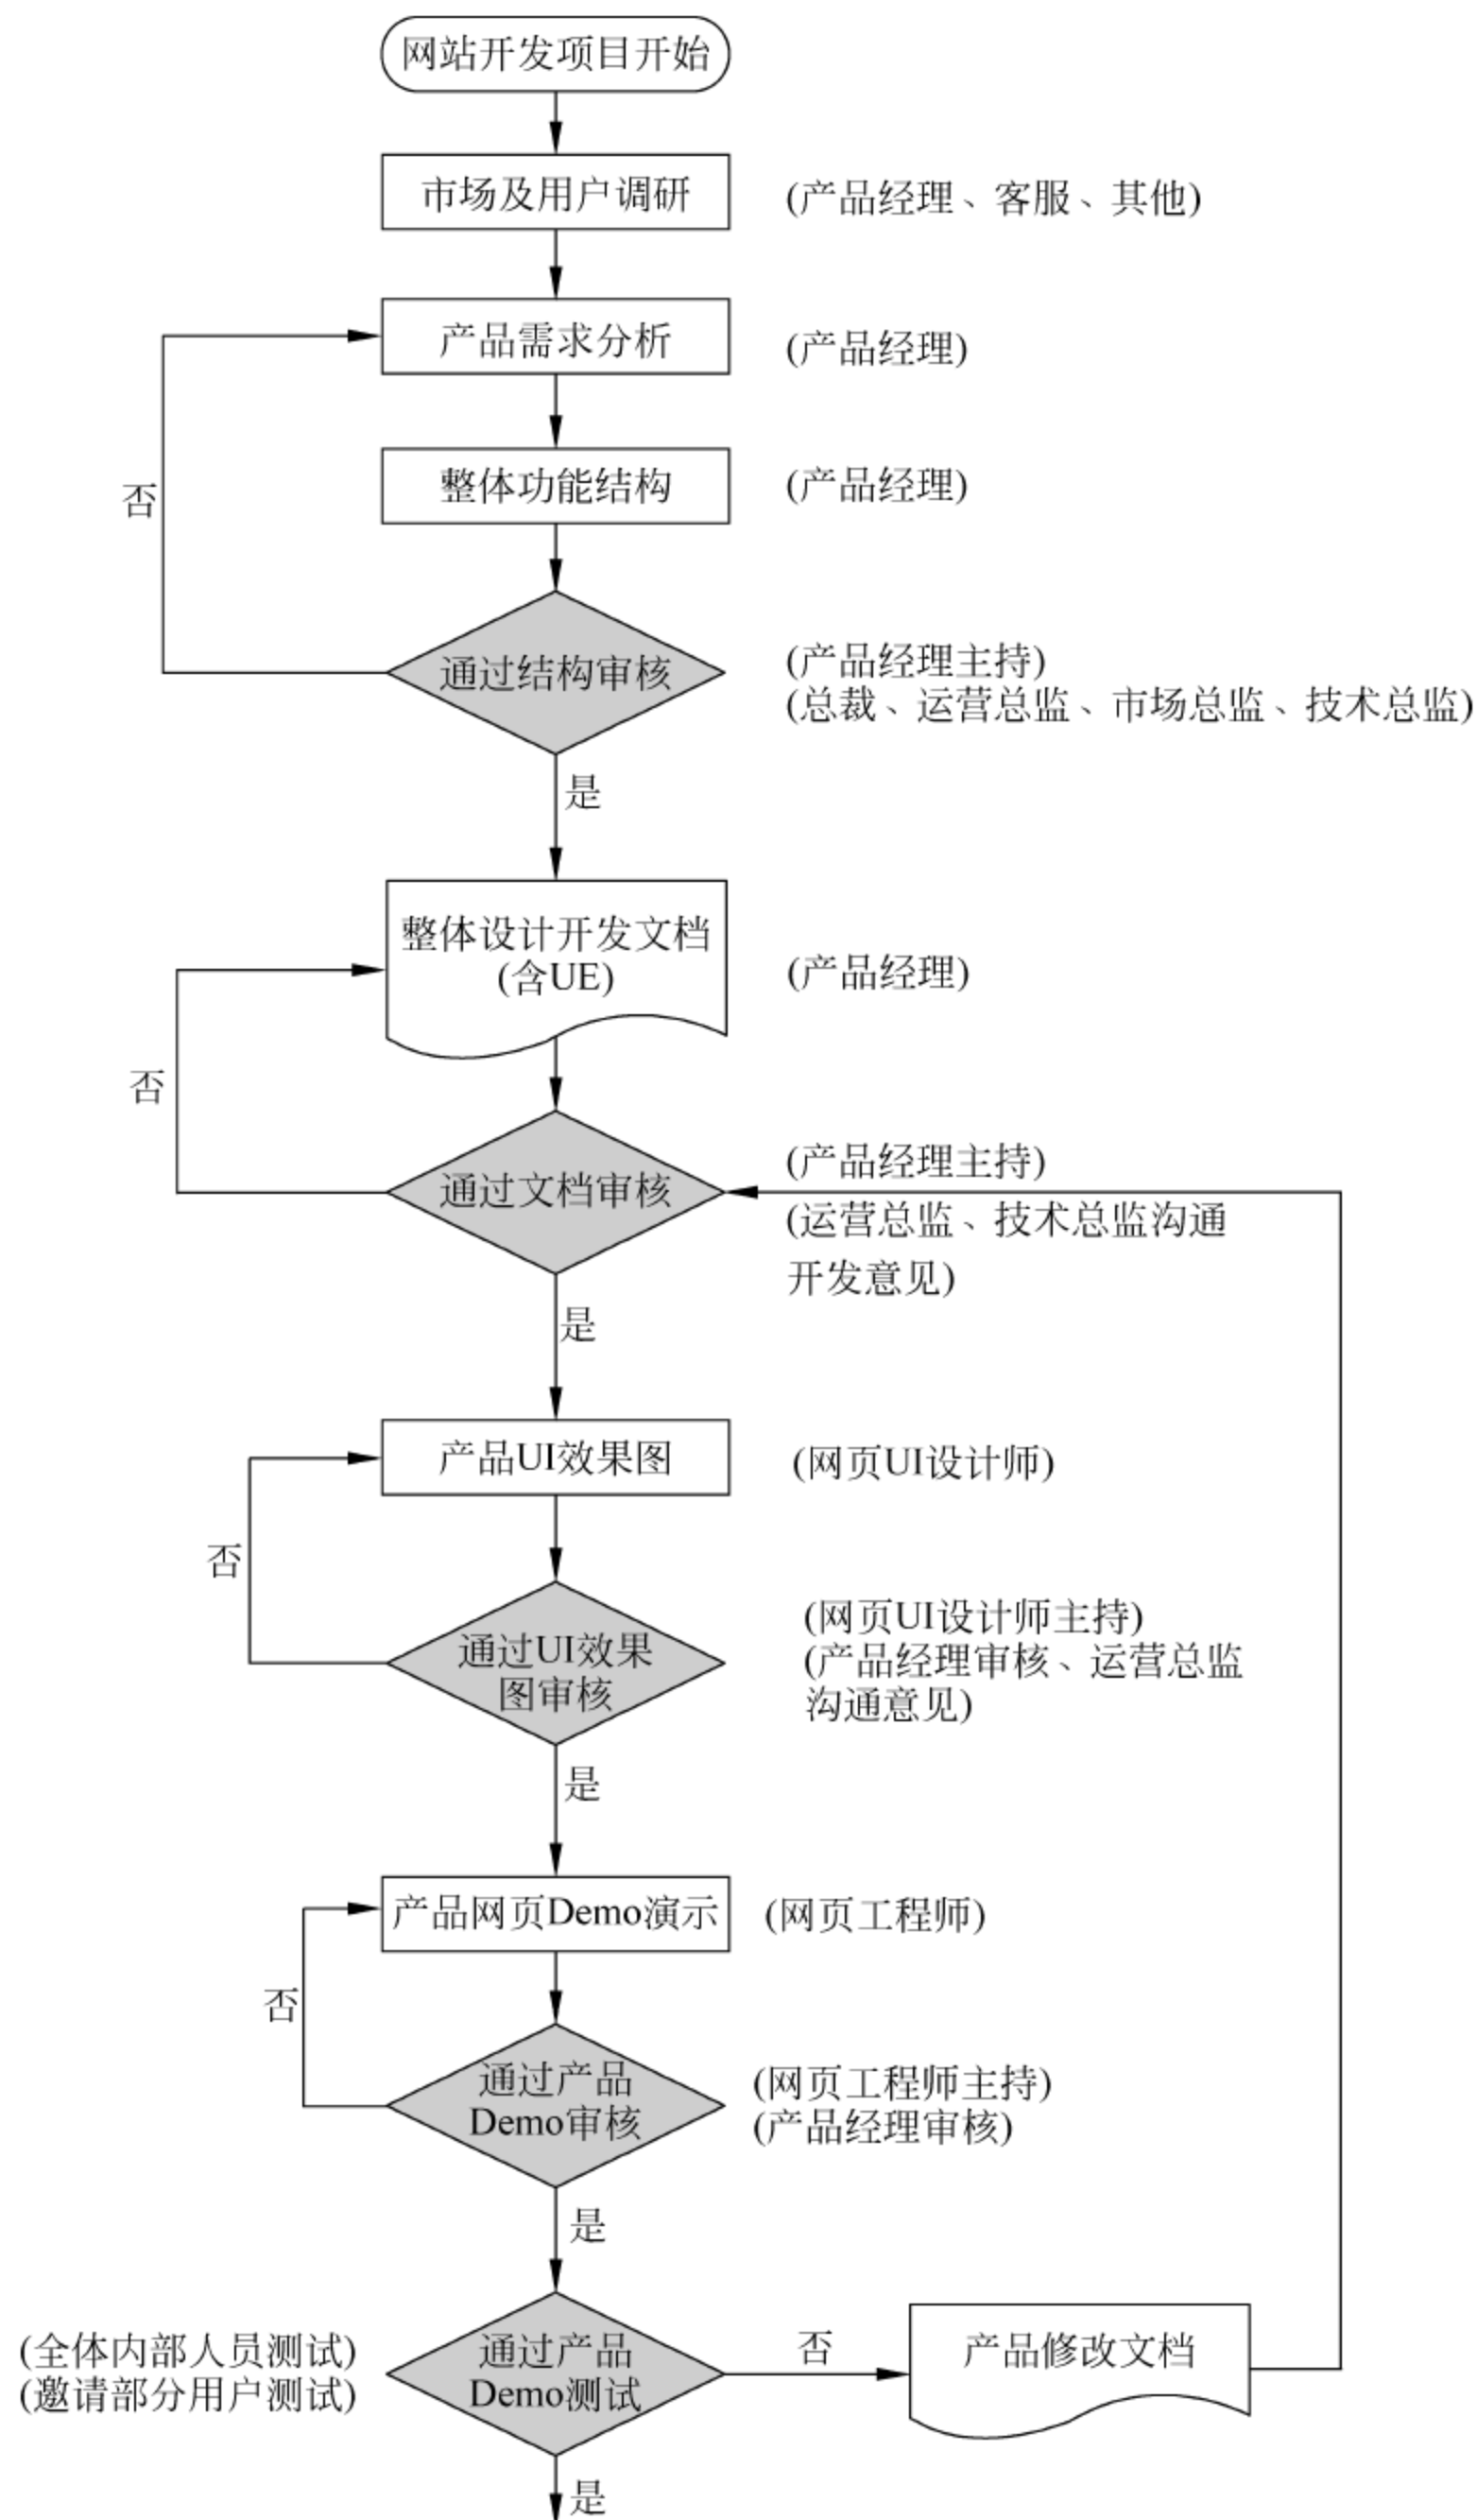 网站开发项目开始
市场及用户调研
(产品经理、客服、其他)
产品需求分析
(产品经理)
否
整体功能结构
(产品经理)
通过结构审核
(产品经理主持)
(总裁、运营总监、市场总监、技术总监)
是
整体设计开发文档
(含UE)
(产品经理)
否
通过文档审核
(产品经理主持)
(运营总监、技术总监沟通
开发意见)
是
产品UI效果图
(网页UI设计师)
否
通过UI效果
图审核
(网页UI设计师主持)
(产品经理审核、运营总监
沟通意见)
是
产品网页Demo演示
(网页工程师)
否
通过产品
Demo审核
(网页工程师主持)
(产品经理审核)
是
(全体内部人员测试)
(邀请部分用户测试)
通过产品
Demo测试
否
产品修改文档
是